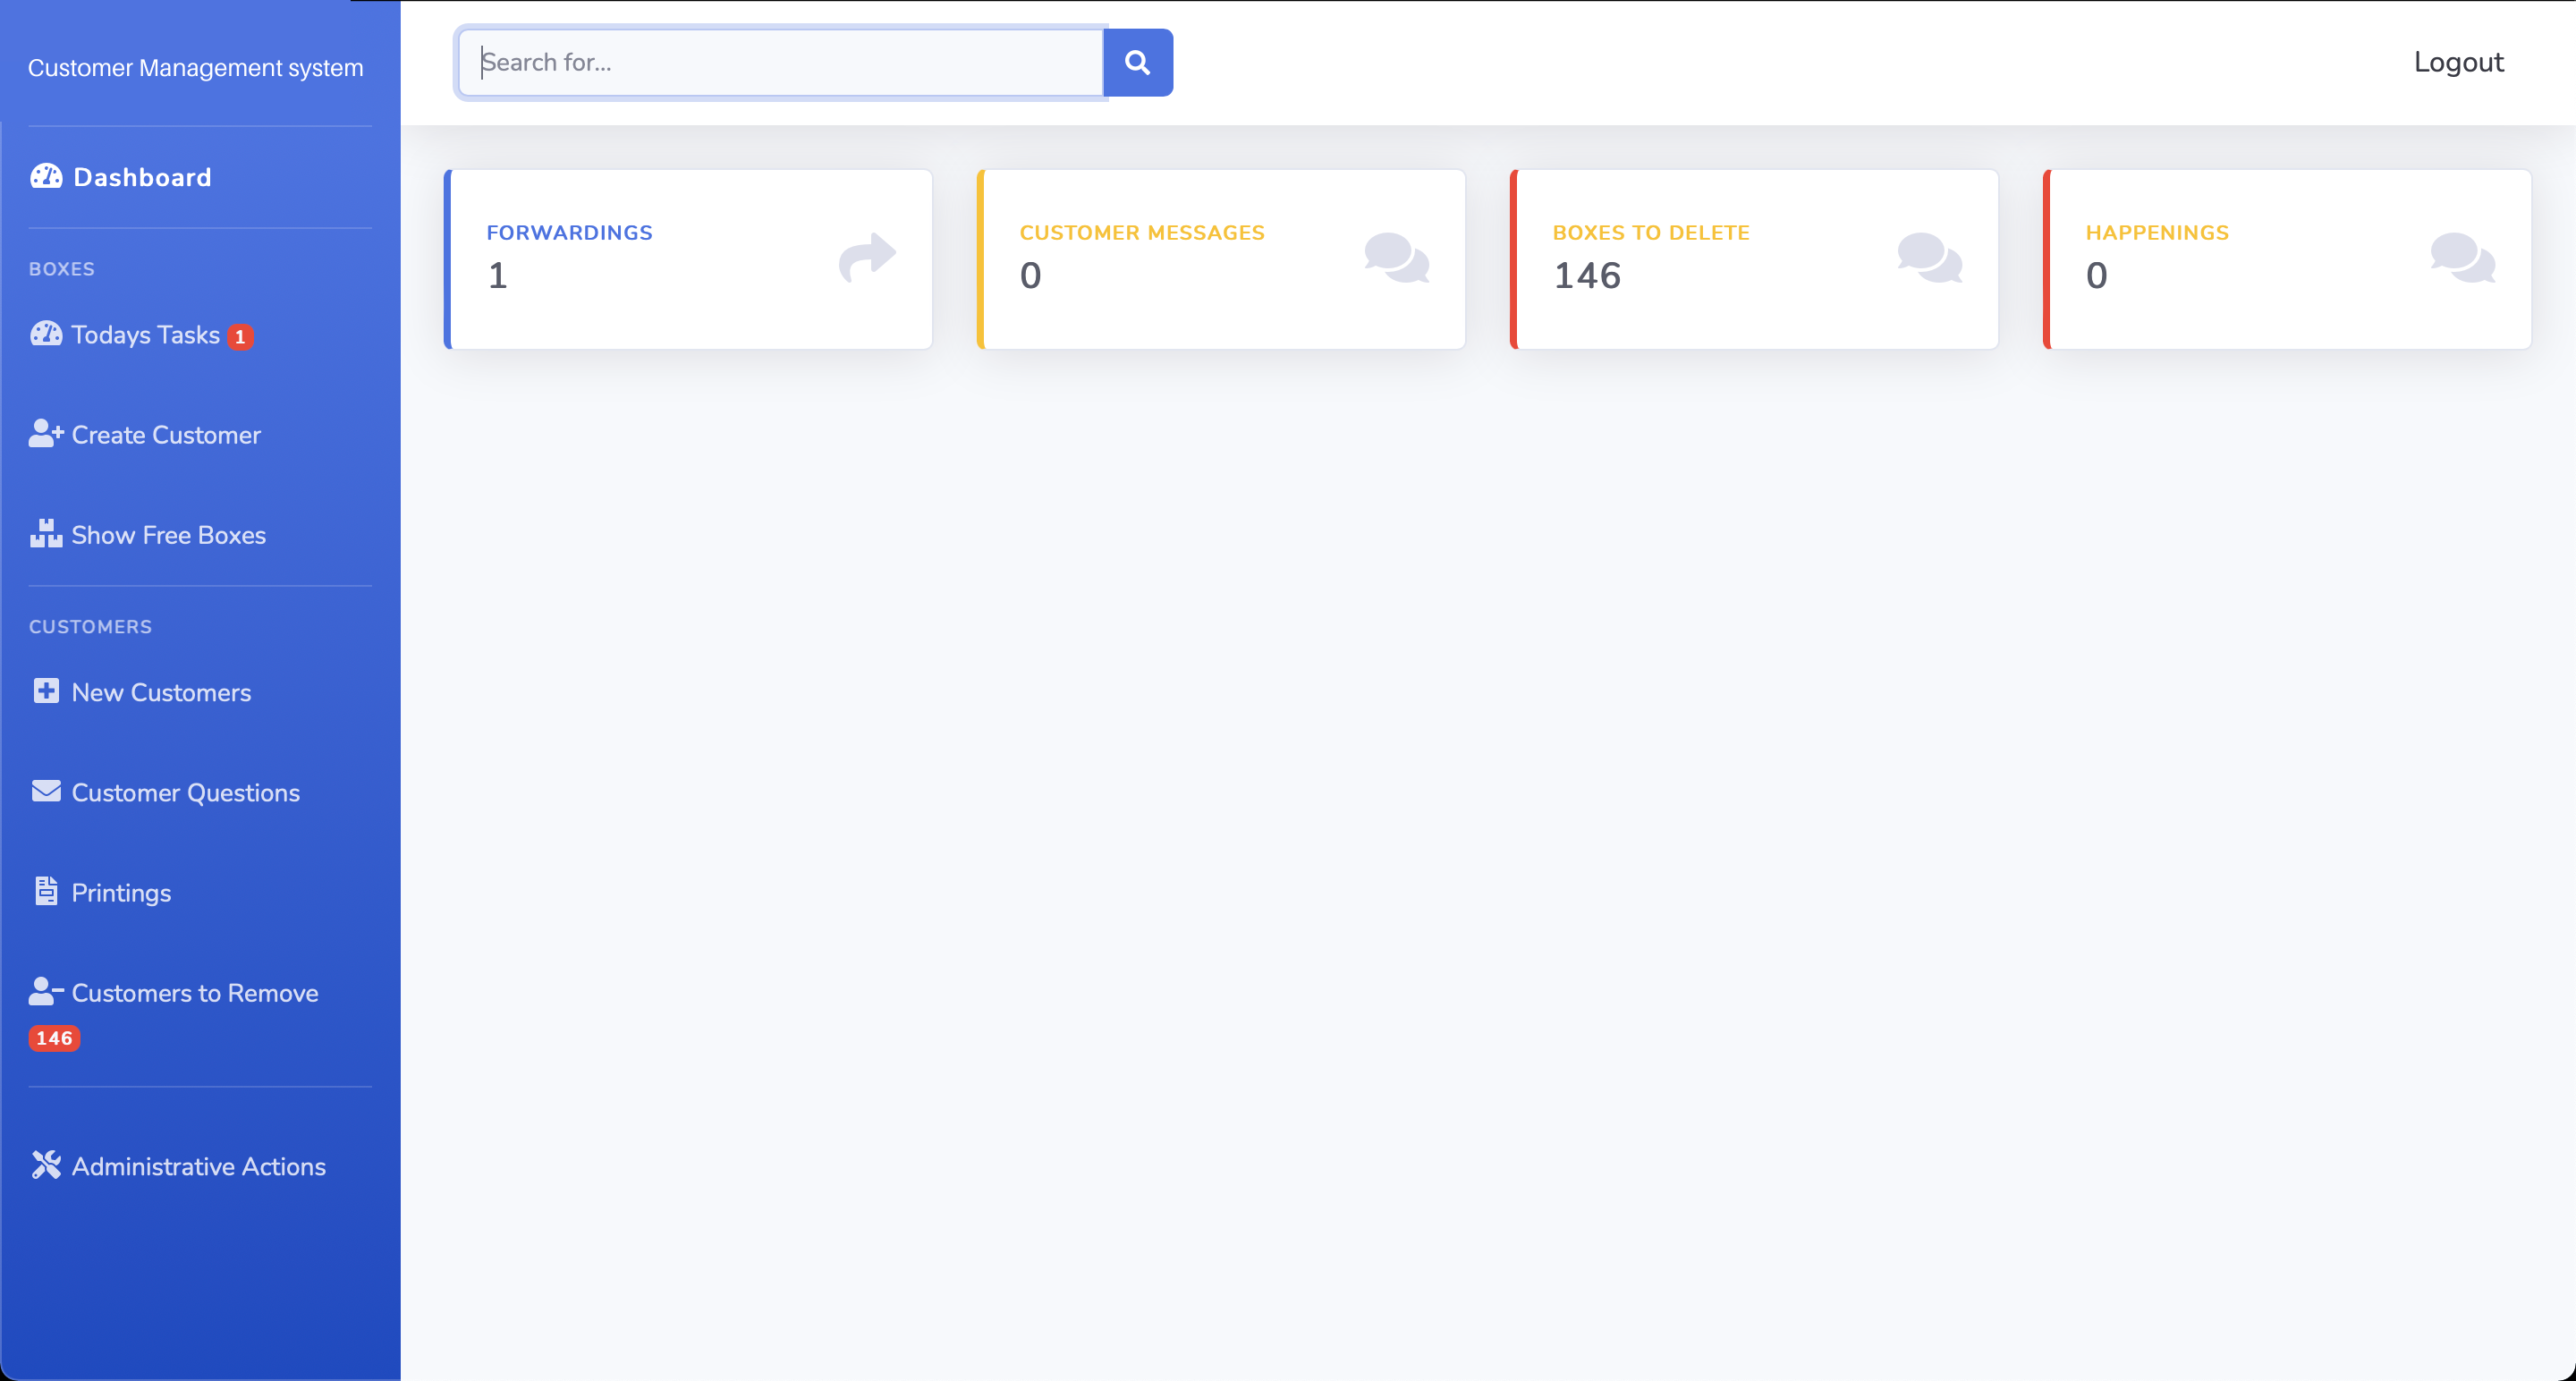 Customer Management system
Search for...
Logout
Dashboard
FORWARDINGS
1
CUSTOMER MESSAGES
0
BOXES TO DELETE
146
HAPPENINGS
0
BOXES
Todays Tasks 1
Create Customer
Show Free Boxes
CUSTOMERS
New Customers
Customer Questions
Printings
Customers to Remove
146
Administrative Actions